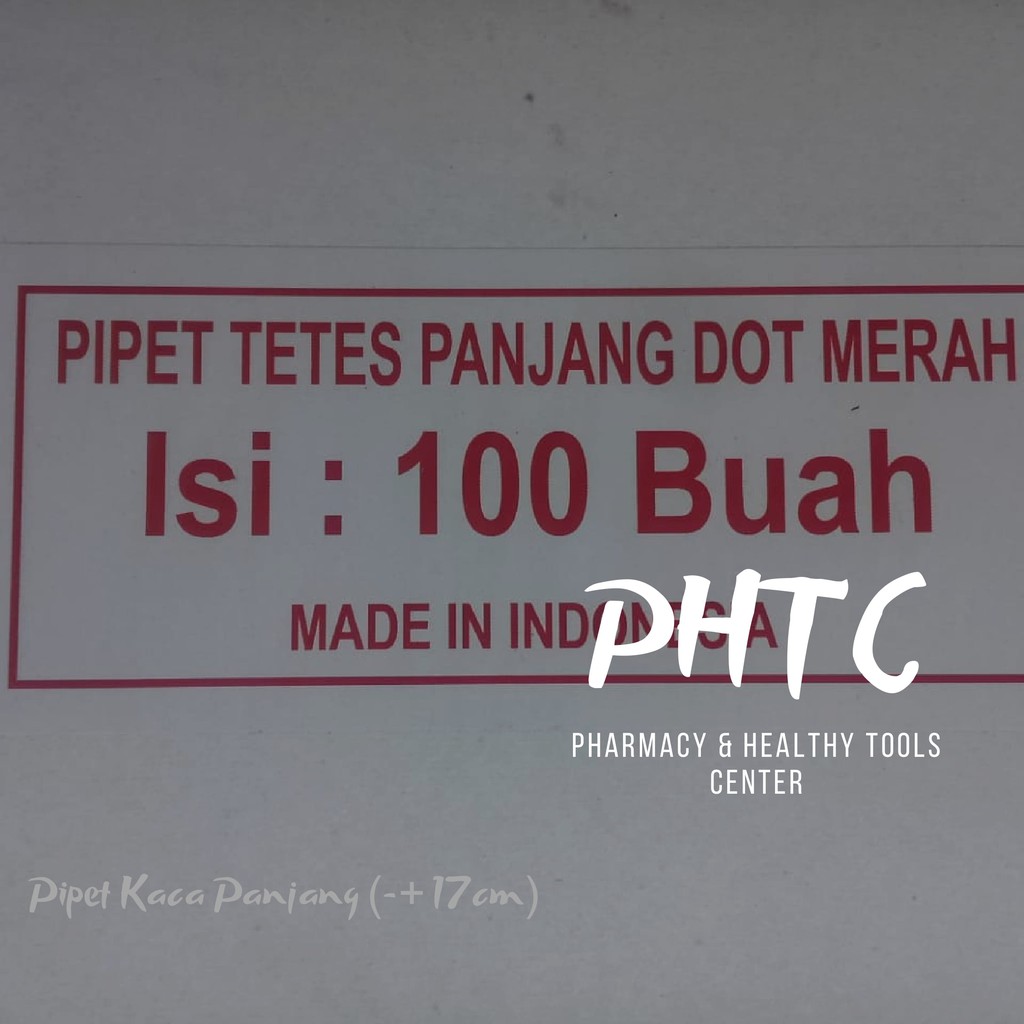 PIPET TETES PANJANG DOT MERAH
Isi : 100 Buah
MADE IN INDONESIA
PHTC
PHARMACY & HEALTHY TOOLS
CENTER
Pipet Kaca Panjang (-+ 17cm)